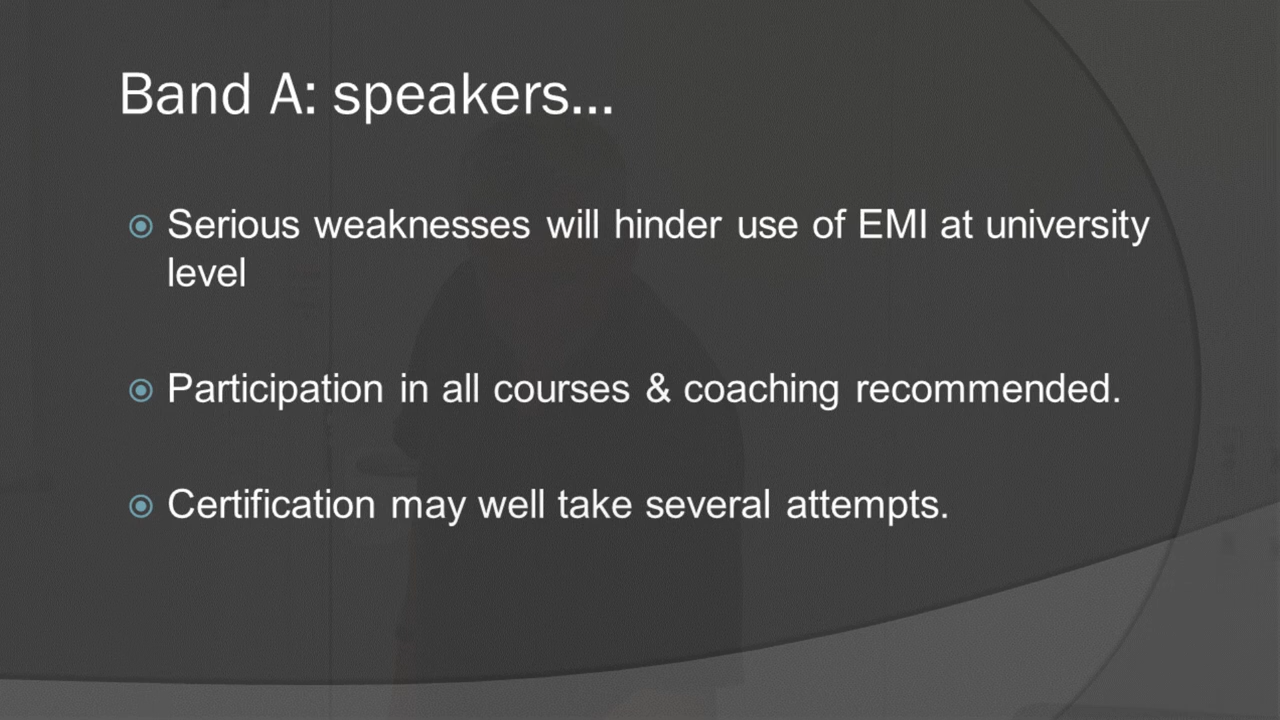 Band A: speakers...
Serious weaknesses will hinder use of EMI at university
level
Participation in all courses & coaching recommended.
Certification may well take several attempts.